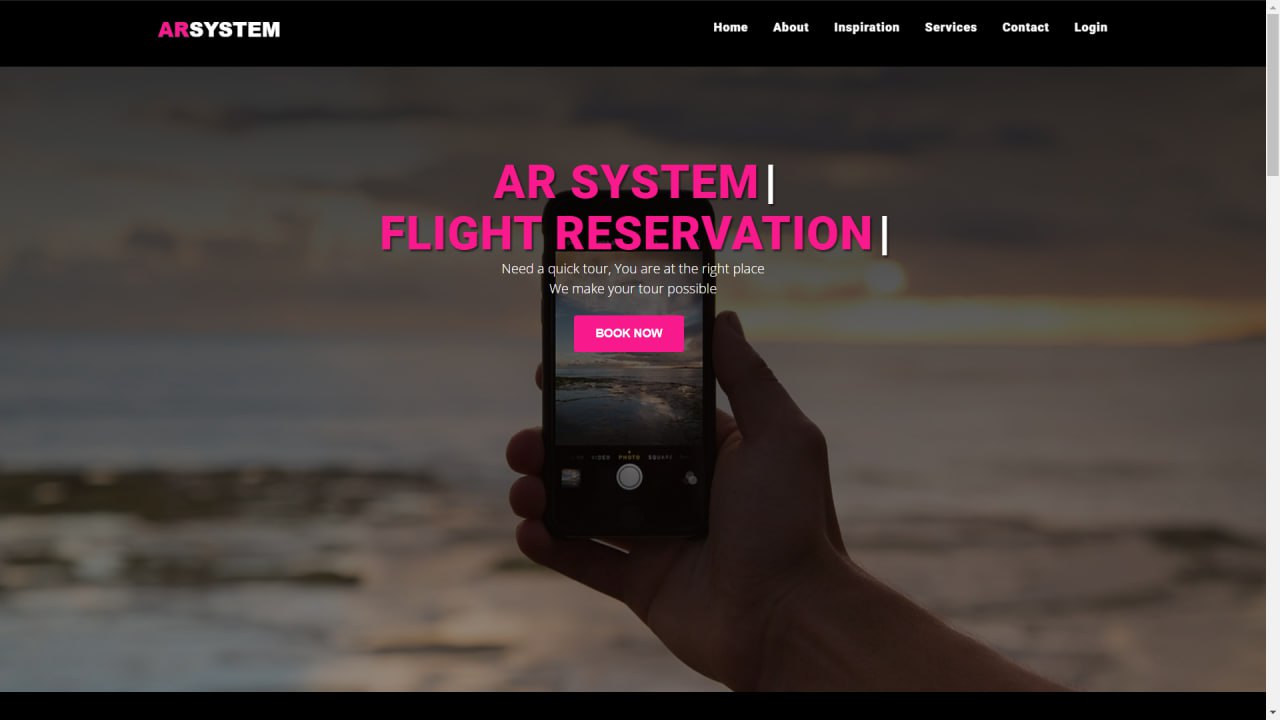 ARSYSTEM
Home About Inspiration Services Contact Login
AR SYSTEM|
FLIGHT RESERVATION|
Need a quick tour, You are at the right place
We make your tour possible
BOOK NOW
VIDEO PHOTO SQUARE